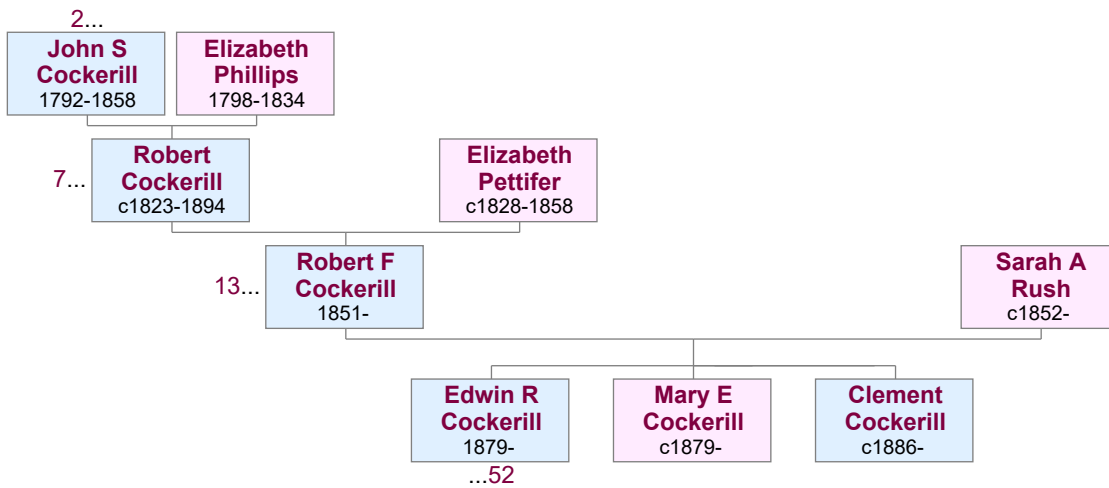 2...
John S
Cockerill
1792-1858
Elizabeth
Phillips
1798-1834
7...
Robert
Cockerill
c1823-1894
Elizabeth
Pettifer
c1828-1858
13...
Robert F
Cockerill
1851-
Sarah A
Rush
c1852-
Edwin R
Cockerill
1879-
Mary E
Cockerill
c1879-
Clement
Cockerill
c1886-
...52